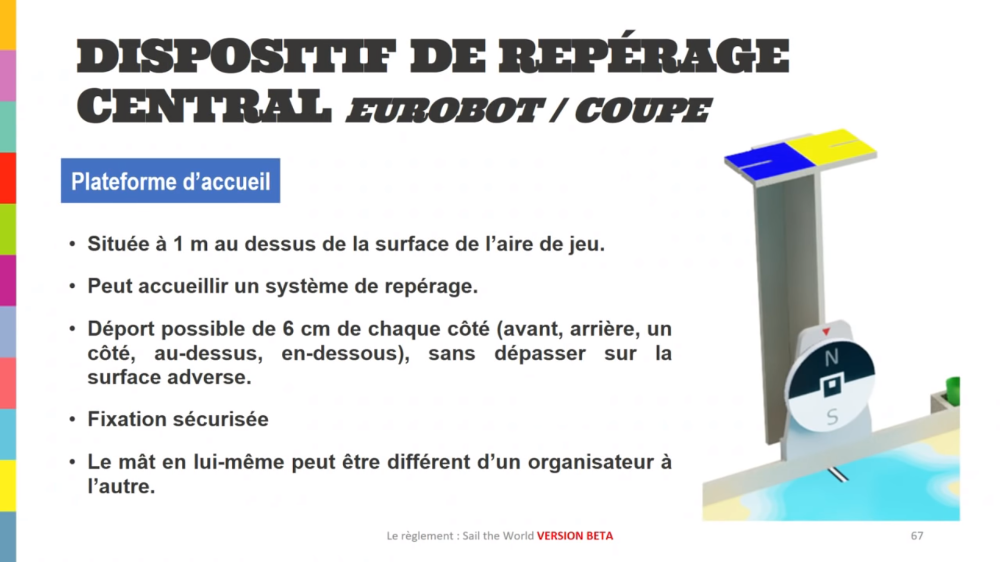 DISPOSITIF DE REPÉRAGE
CENTRAL EUROBOT / COUPE
Plateforme d’accueil
• Située à 1 m au dessus de la surface de l’aire de jeu.
• Peut accueillir un système de repérage.
• Déport possible de 6 cm de chaque côté (avant, arrière, un
côté, au-dessus, en-dessous), sans dépasser sur la
surface adverse.
• Fixation sécurisée
• Le mât en lui-même peut être différent d’un organisateur à
l’autre.
N
S
Le règlement : Sail the World VERSION BETA
67